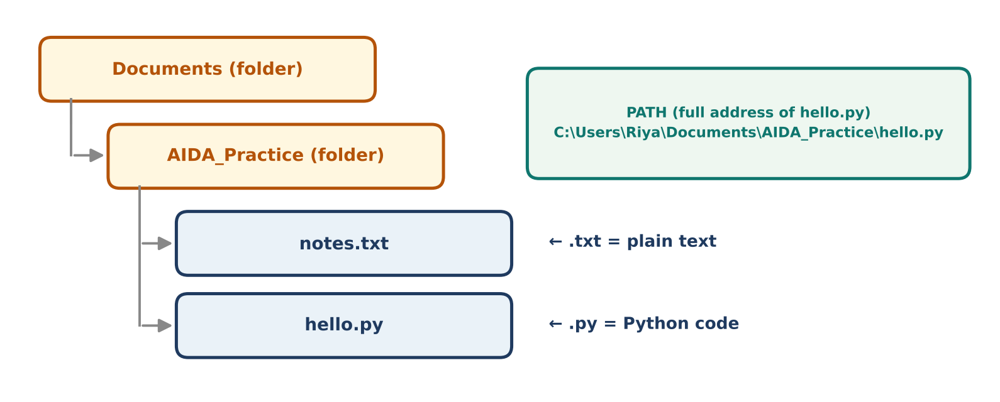 Documents (folder)
PATH (full address of hello.py)
C:\Users\Riya\Documents\AIDA_Practice\hello.py
AIDA_Practice (folder)
notes.txt
← .txt = plain text
hello.py
← .py = Python code